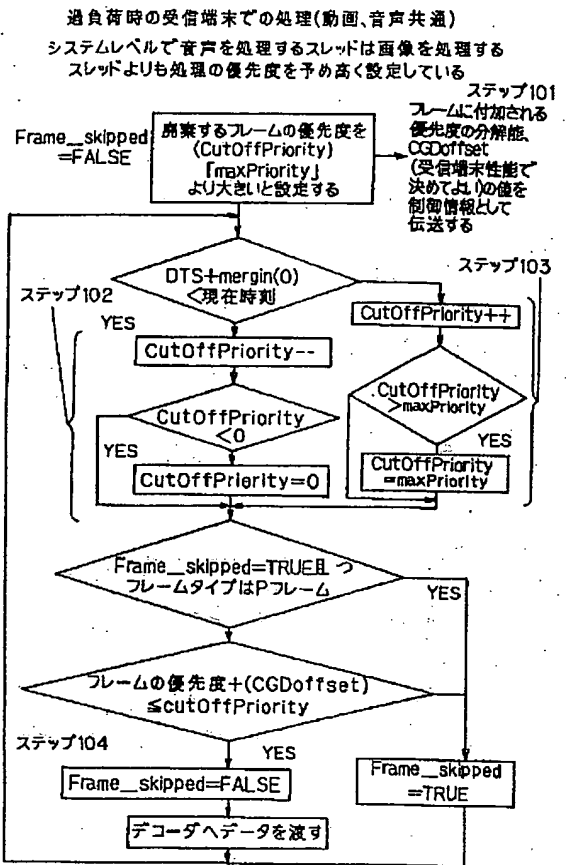 過負荷時の受信端末での処理(動画、音声共通)
システムレベルで音声を処理するスレッドは画像を処理する
スレッドよりも処理の優先度を予め高く設定している
ステップ101
Frame__skipped
=FALSE
廃棄するフレームの優先度を
(CutOffPriority)
「maxPriority」
より大きいと設定する
フレームに付加される
優先度の分解能、
CGDoffset
(受信端末性能で
決めてよい)の値を
制御情報として
伝送する
ステップ102
DTS+mergin(0)
<現在時刻
ステップ103
YES
CutOffPriority--
CutOffPriority++
CutOffPriority
<0
CutOffPriority
>maxPriority
YES
YES
CutOffPriority=0
CutOffPriority
=maxPriority
Frame__skipped=TRUE且つ
フレームタイプはPフレーム
YES
フレームの優先度+(CGDoffset)
≦cutOffPriority
ステップ104
YES
Frame__skipped=FALSE
Frame__skipped
=TRUE
デコーダへデータを渡す